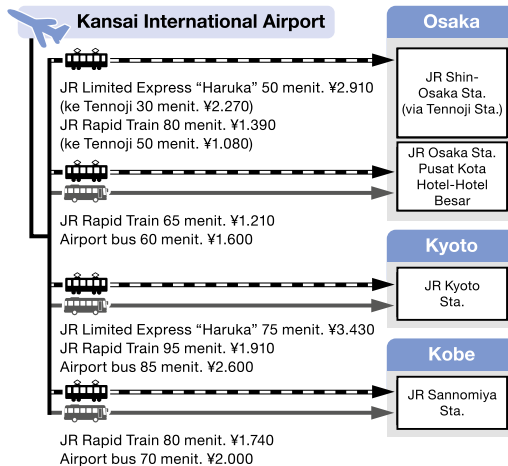 Kansai International Airport
Osaka
JR Limited Express “Haruka” 50 menit. ¥2.910
(ke Tennoji 30 menit. ¥2.270)
JR Rapid Train 80 menit. ¥1.390
(ke Tennoji 50 menit. ¥1.080)
JR Shin-
Osaka Sta.
(via Tennoji Sta.)
JR Osaka Sta.
Pusat Kota
Hotel-Hotel
Besar
JR Rapid Train 65 menit. ¥1.210
Airport bus 60 menit. ¥1.600
Kyoto
JR Kyoto
Sta.
JR Limited Express “Haruka” 75 menit. ¥3.430
JR Rapid Train 95 menit. ¥1.910
Airport bus 85 menit. ¥2.600
Kobe
JR Sannomiya
Sta.
JR Rapid Train 80 menit. ¥1.740
Airport bus 70 menit. ¥2.000